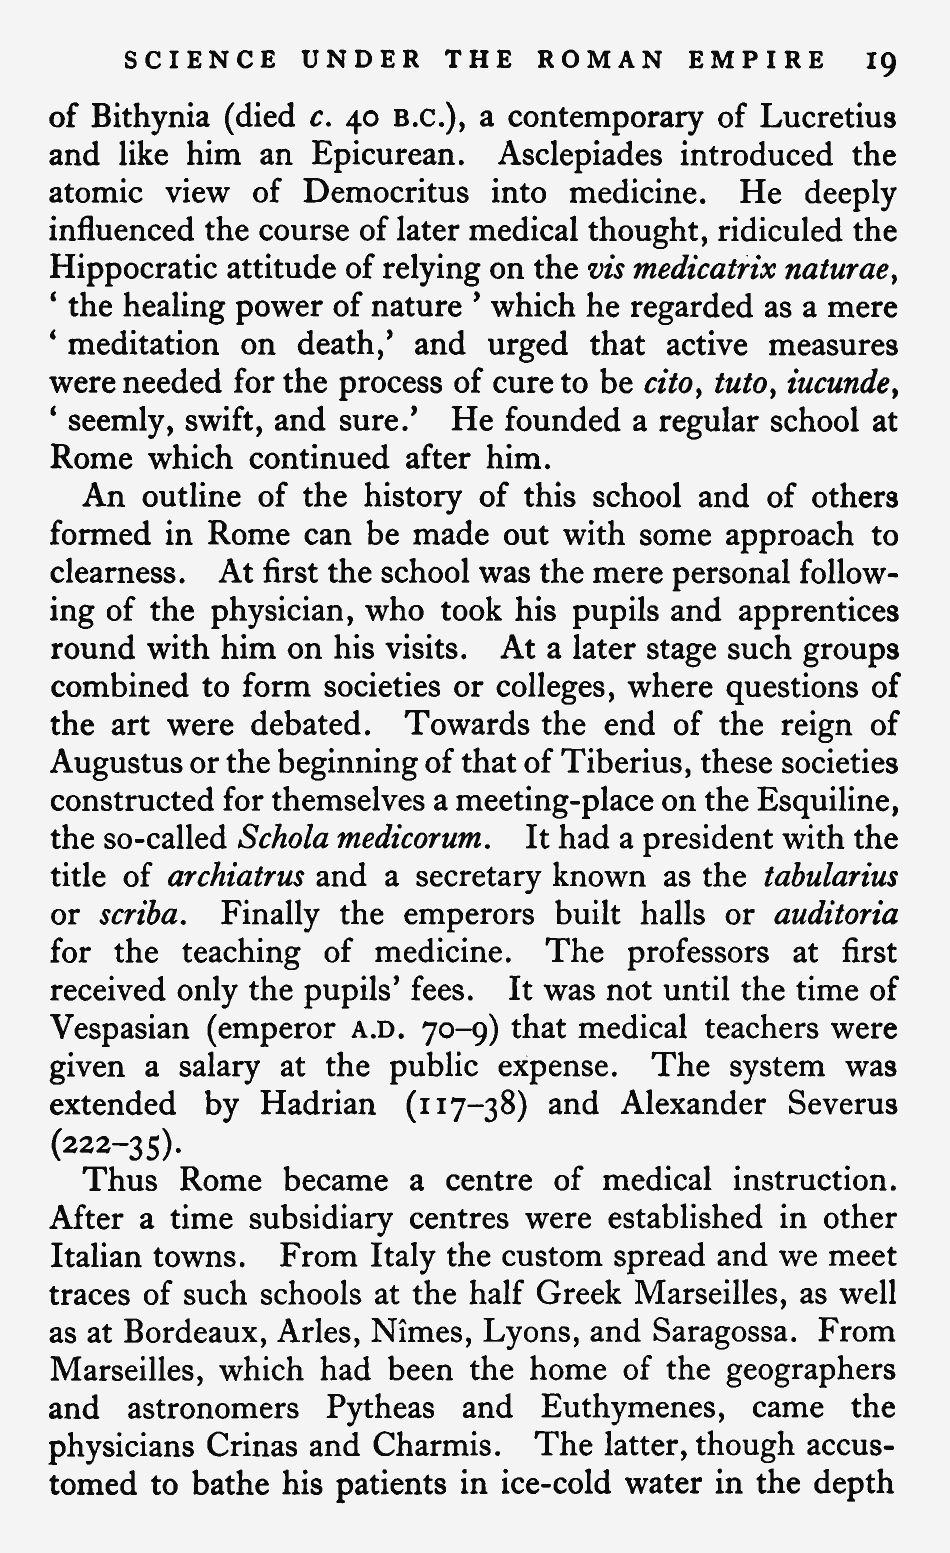 SCIENCE UNDER THE ROMAN EMPIRE 19
of Bithynia (died c. 40 B.C.), a contemporary of Lucretius
and like him an Epicurean. Asclepiades introduced the
atomic view of Democritus into medicine. He deeply
influenced the course of later medical thought, ridiculed the
Hippocratic attitude of relying on the vis medicatrix naturae,
‘ the healing power of nature ’ which he regarded as a mere
‘ meditation on death,’ and urged that active measures
were needed for the process of cure to be cito, tuto, iucunde,
‘ seemly, swift, and sure.’ He founded a regular school at
Rome which continued after him.
An outline of the history of this school and of others
formed in Rome can be made out with some approach to
clearness. At first the school was the mere personal follow-
ing of the physician, who took his pupils and apprentices
round with him on his visits. At a later stage such groups
combined to form societies or colleges, where questions of
the art were debated. Towards the end of the reign of
Augustus or the beginning of that of Tiberius, these societies
constructed for themselves a meeting-place on the Esquiline,
the so-called Schola medicorum. It had a president with the
title of archiatrus and a secretary known as the tabularius
or scriba. Finally the emperors built halls or auditoria
for the teaching of medicine. The professors at first
received only the pupils’ fees. It was not until the time of
Vespasian (emperor A.D. 70–9) that medical teachers were
given a salary at the public expense. The system was
extended by Hadrian (117–38) and Alexander Severus
(222–35).
Thus Rome became a centre of medical instruction.
After a time subsidiary centres were established in other
Italian towns. From Italy the custom spread and we meet
traces of such schools at the half Greek Marseilles, as well
as at Bordeaux, Arles, Nîmes, Lyons, and Saragossa. From
Marseilles, which had been the home of the geographers
and astronomers Pytheas and Euthymenes, came the
physicians Crinas and Charmis. The latter, though accus-
tomed to bathe his patients in ice-cold water in the depth